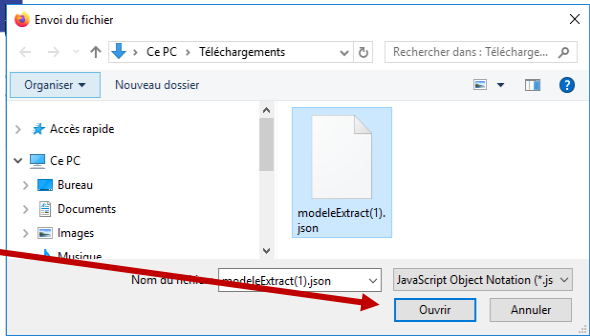 Envoi du fichier
Ce PC > Téléchargements
Rechercher dans : Télécharge...
Organiser
Nouveau dossier
Accès rapide
Ce PC
Bureau
Documents
Images
Musique
modeleExtract(1).
json
Nom du
modeleExtract(1).json
JavaScript Object Notation (*.js
Ouvrir
Annuler